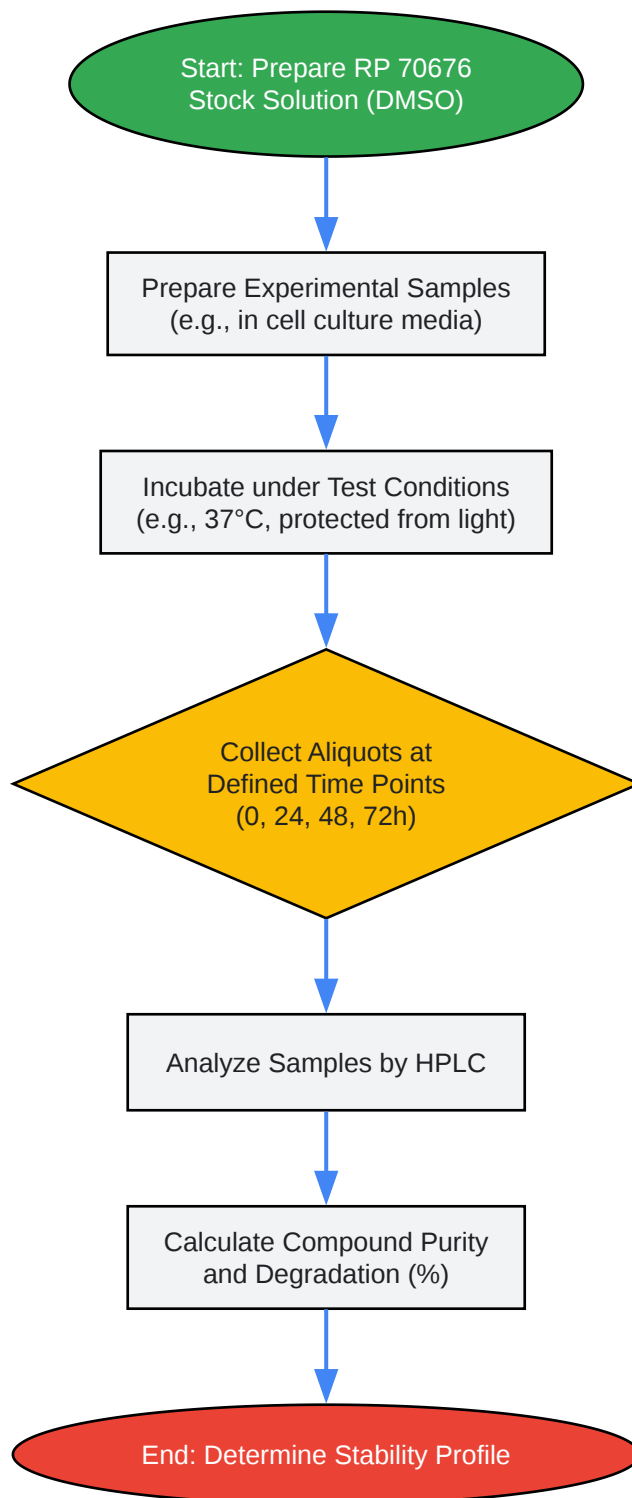 Start: Prepare RP 70676
Stock Solution (DMSO)
Prepare Experimental Samples
(e.g., in cell culture media)
Incubate under Test Conditions
(e.g., 37°C, protected from light)
Collect Aliquots at
Defined Time Points
(0, 24, 48, 72h)
Analyze Samples by HPLC
Calculate Compound Purity
and Degradation (%)
End: Determine Stability Profile